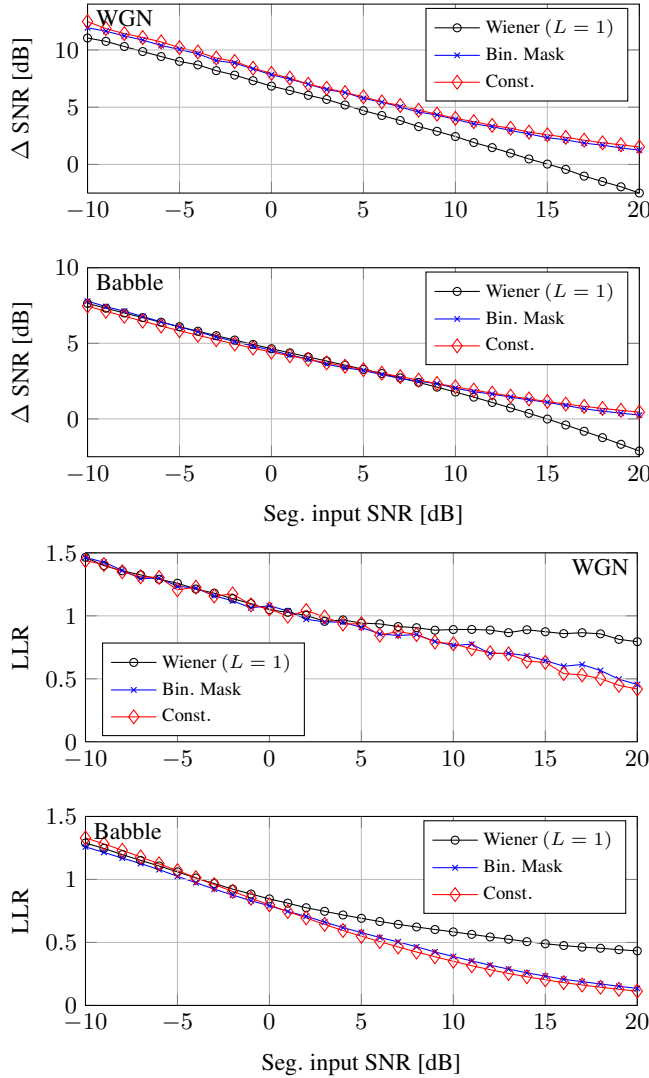 WGN
Δ SNR [dB]
10
5
0
Wiener (L = 1)
Bin. Mask
Const.
−10 −5 0 5 10 15 20
Babble
Δ SNR [dB]
10
5
0
Wiener (L = 1)
Bin. Mask
Const.
−10 −5 0 5 10 15 20
Seg. input SNR [dB]
WGN
LLR
1.5
1
0.5
0
Wiener (L = 1)
Bin. Mask
Const.
−10 −5 0 5 10 15 20
Babble
LLR
1.5
1
0.5
0
Wiener (L = 1)
Bin. Mask
Const.
−10 −5 0 5 10 15 20
Seg. input SNR [dB]